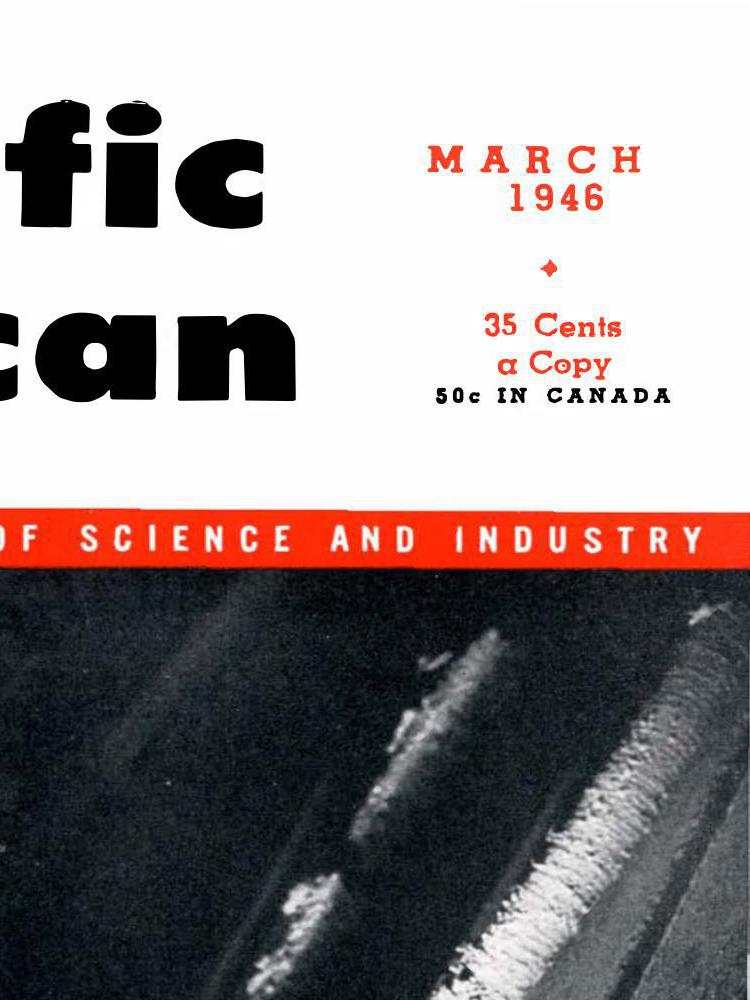 fic
can
MARCH
1946
35 Cents
a Copy
50c IN CANADA
OF SCIENCE AND INDUSTRY